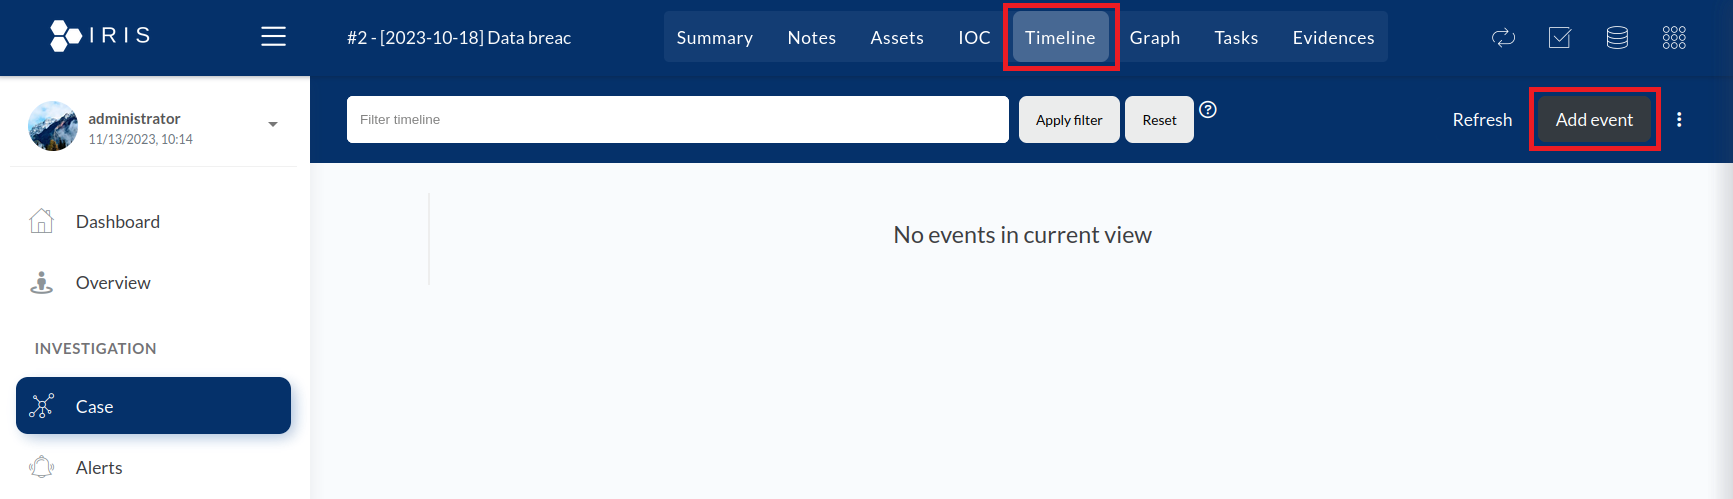 IRIS
#2 - [2023-10-18] Data breac
Summary Notes Assets IOC Timeline Graph Tasks Evidences
administrator
11/13/2023, 10:14
Filter timeline
Apply filter
Reset
Refresh
Add event
Dashboard
Overview
INVESTIGATION
Case
Alerts
No events in current view